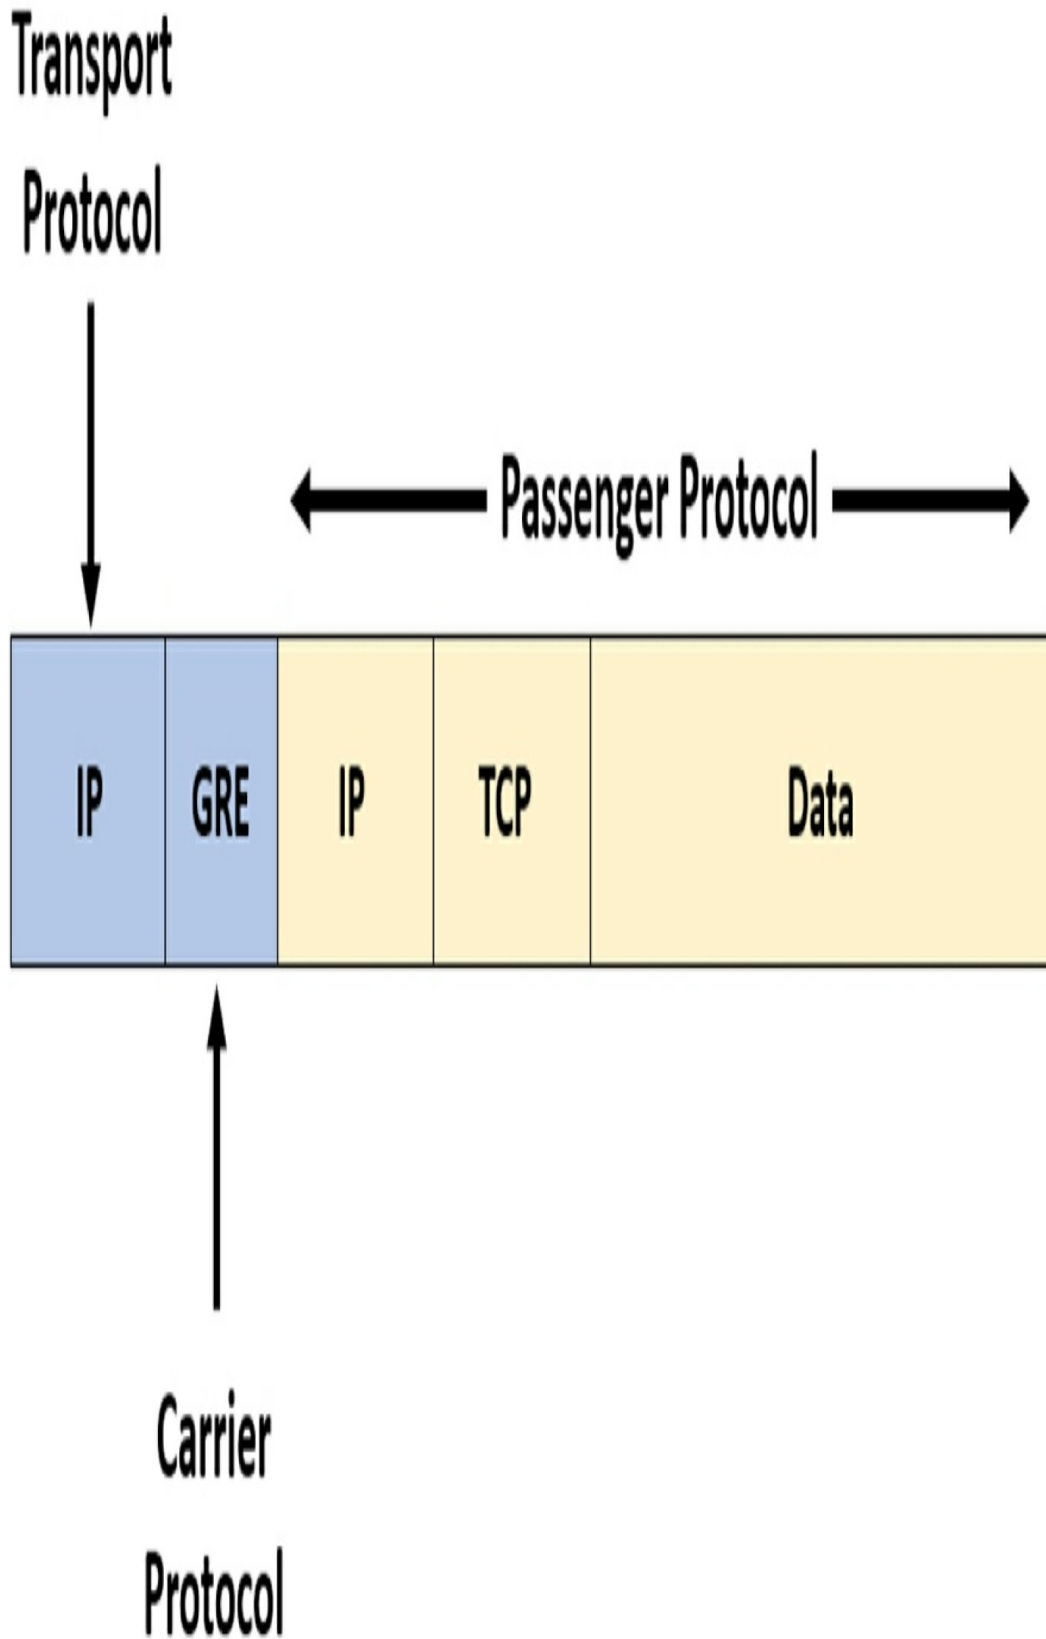 Transport
Protocol
Passenger Protocol
IP GRE IP TCP Data
Carrier
Protocol